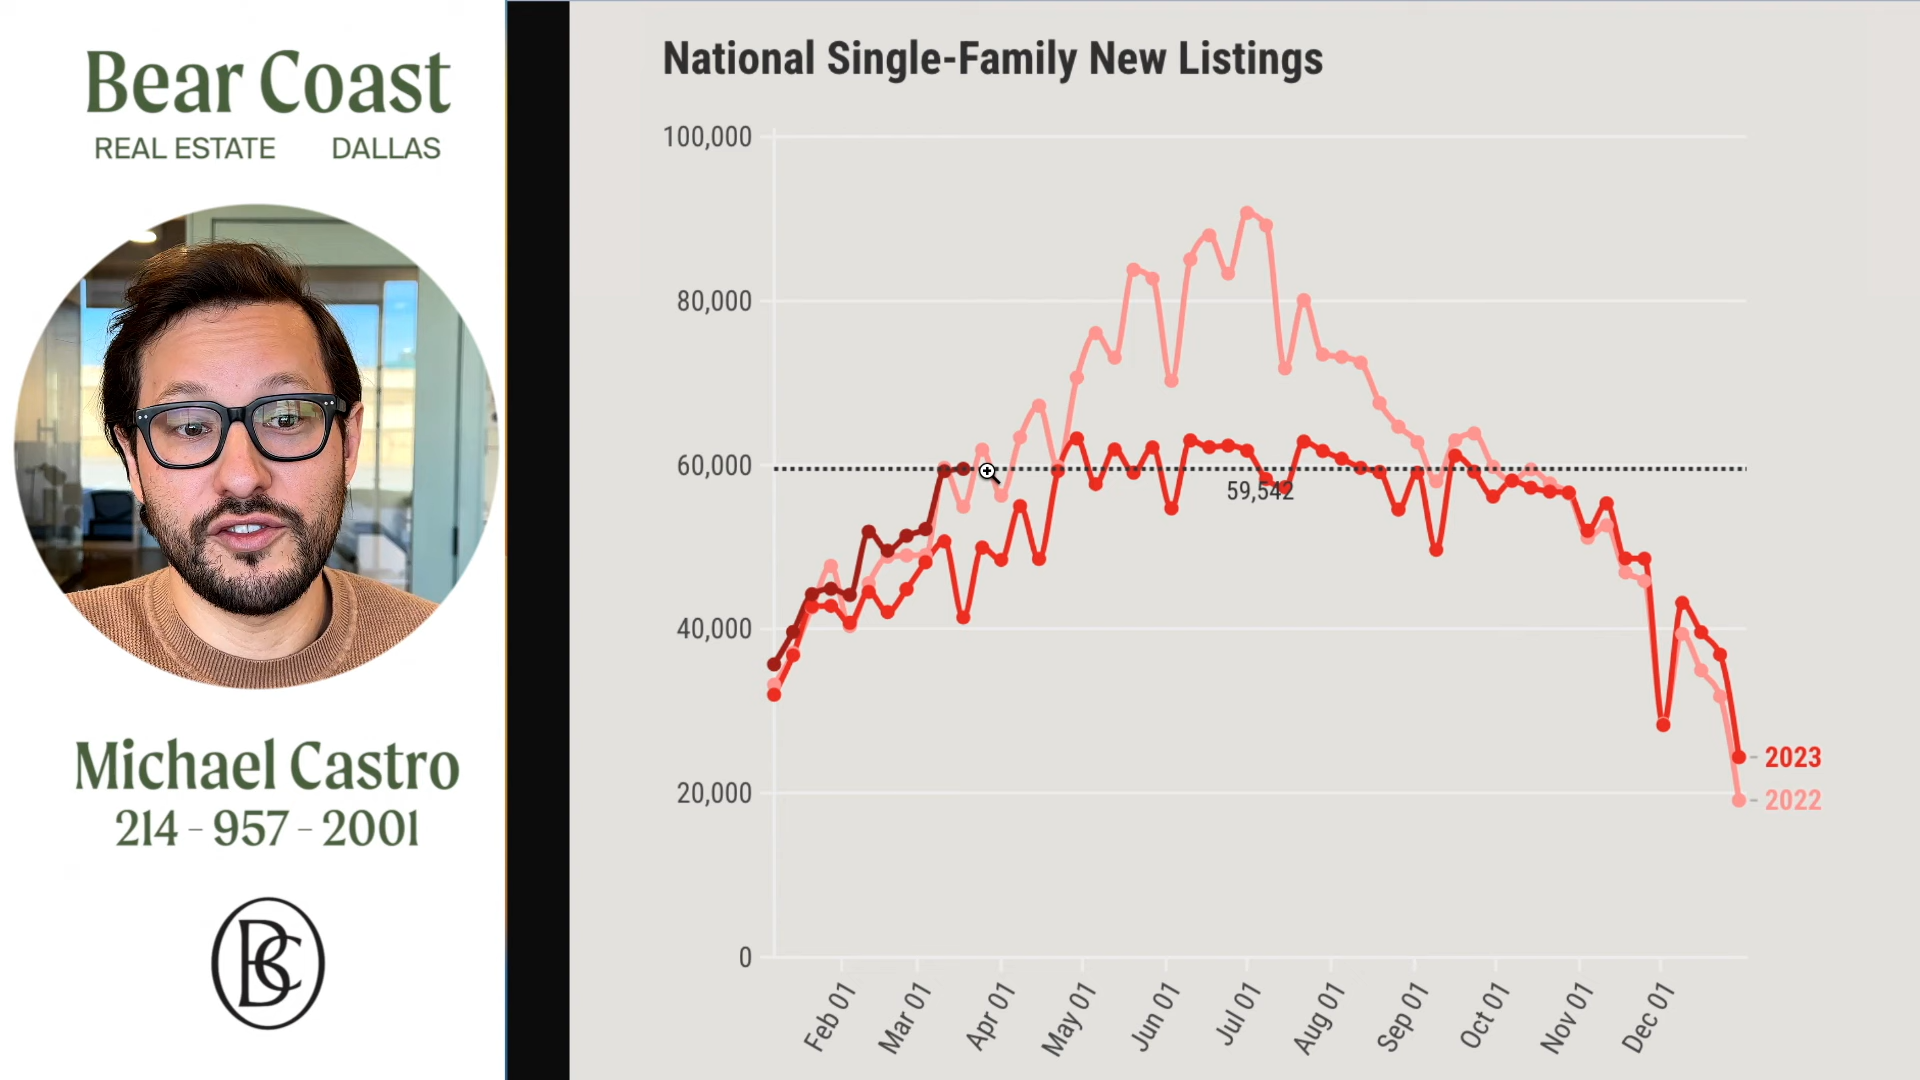 Bear Coast
REAL ESTATE DALLAS
Michael Castro
214 - 957 - 2001
BC
National Single-Family New Listings
100,000
80,000
60,000
40,000
20,000
0
59,542
2023
2022
Feb 01
Mar 01
Apr 01
May 01
Jun 01
Jul 01
Aug 01
Sep 01
Oct 01
Nov 01
Dec 01